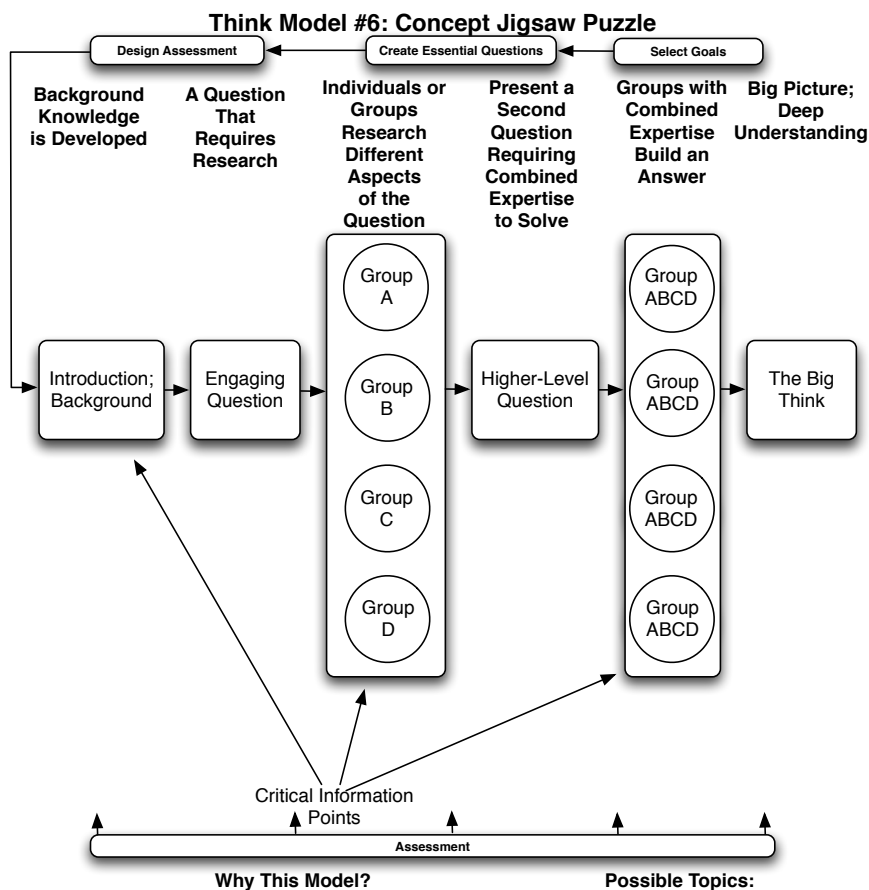 Think Model #6: Concept Jigsaw Puzzle
Design Assessment
Create Essential Questions
Select Goals
Background
Knowledge
is Developed
A Question
That
Requires
Research
Individuals or
Groups
Research
Different
Aspects
of the
Question
Present a
Second
Question
Requiring
Combined
Expertise
to Solve
Groups with
Combined
Expertise
Build an
Answer
Big Picture;
Deep
Understanding
Introduction;
Background
Engaging
Question
Group
A
Group
B
Group
C
Group
D
Higher-Level
Question
Group
ABCD
Group
ABCD
Group
ABCD
Group
ABCD
The Big
Think
Critical Information
Points
Assessment
Why This Model?
Possible Topics: